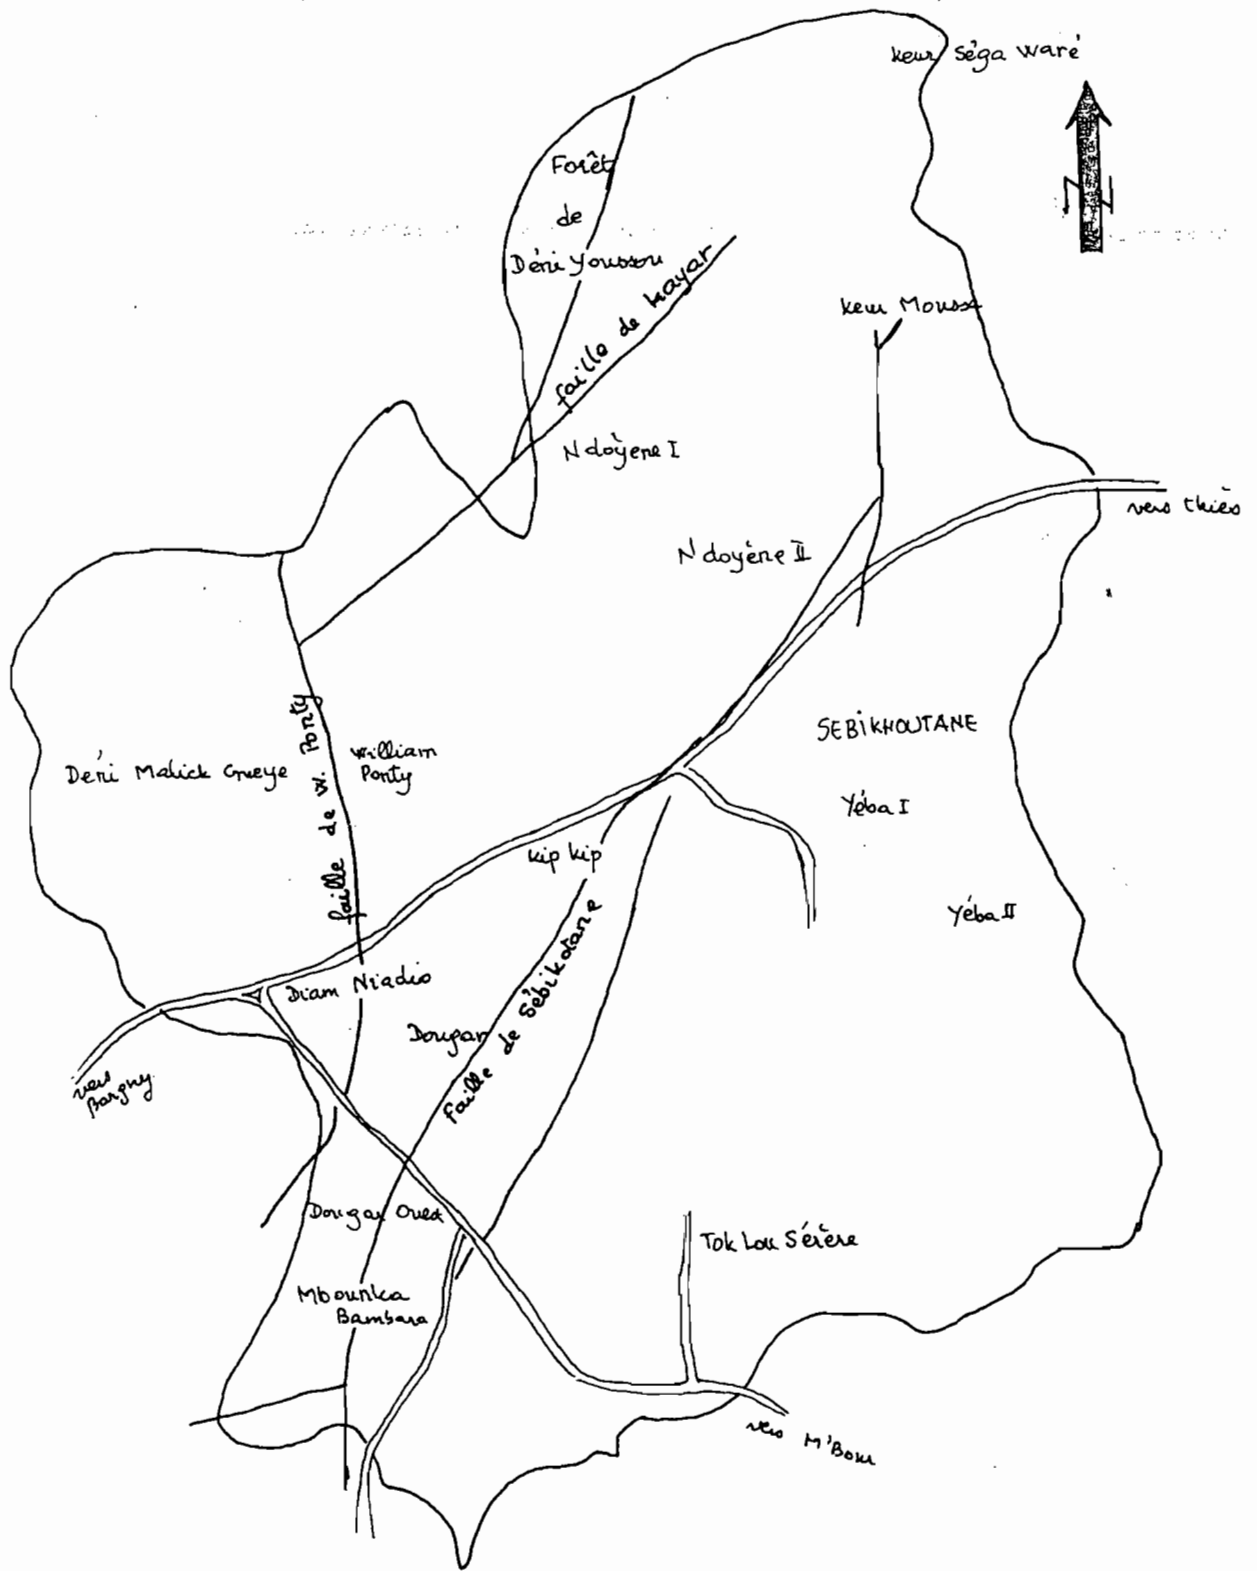 Keur Séga Waré
Forêt
de
Déni Youssou
faille de Kayar
N
Keur Moussa
Ndòyène I
vers thiès
N'doyène II
faille de W. Ponty
SEBIKHOUTANE
Déni Malick Gueye
William
Ponty
Yéba I
Kip kip
Yéba II
Diam Niadio
Dougar
faille de Sébikotane
vers
Bargny
Dougar Ouest
Tok Lou Sérère
Mbounka
Bambara
vers M'Bour